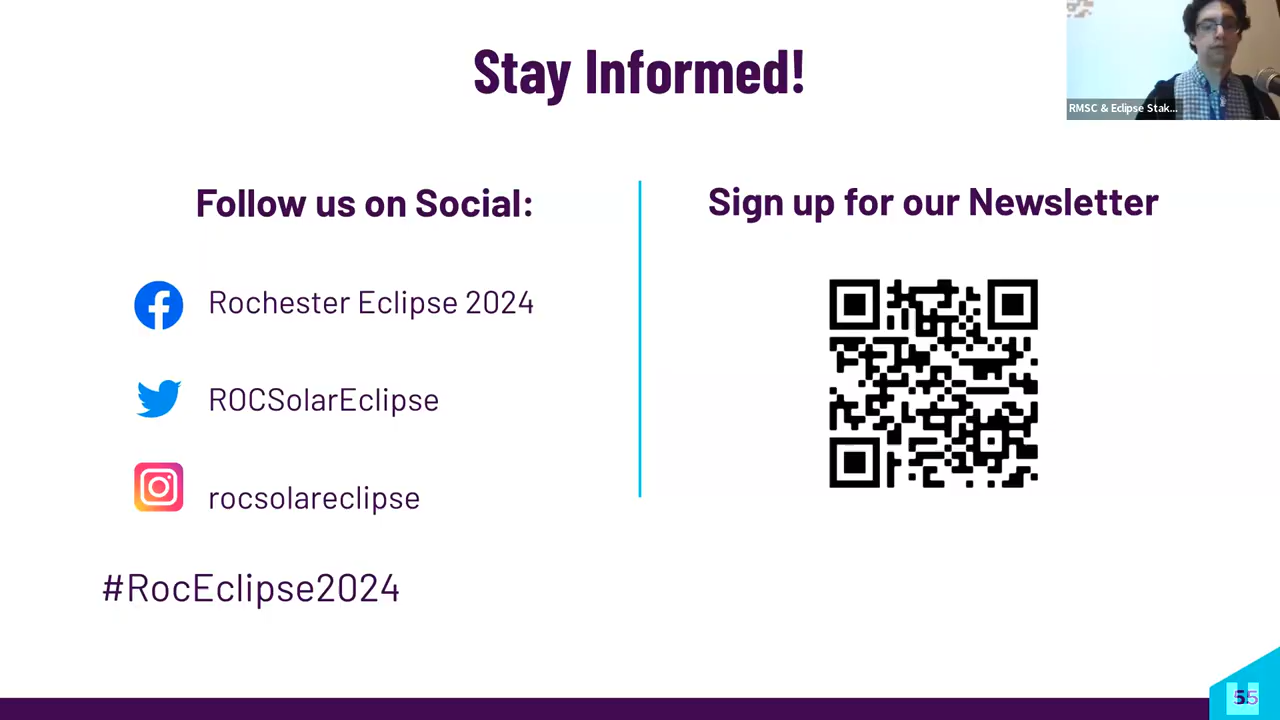 Stay Informed!
RMSC & Eclipse Stak...
Follow us on Social:
Rochester Eclipse 2024
ROCSolarEclipse
rocsolareclipse
#RocEclipse2024
Sign up for our Newsletter